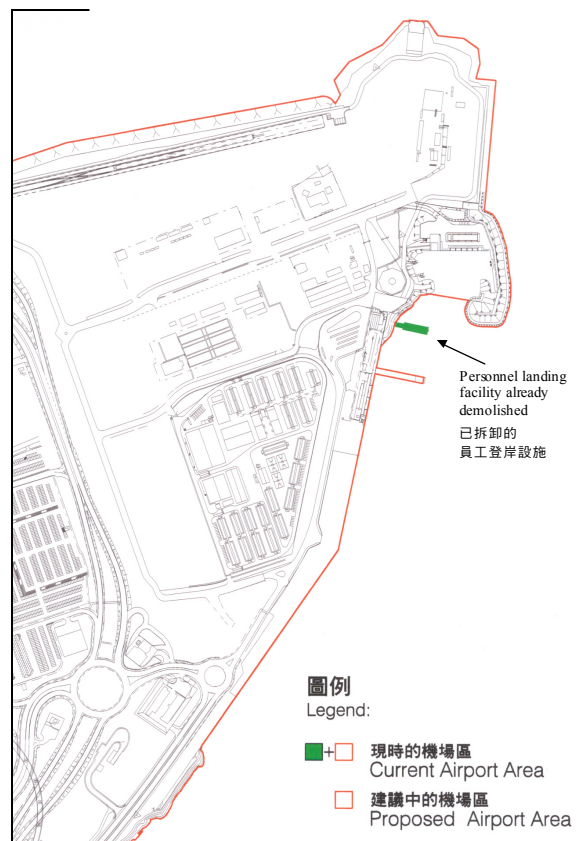 Personnel landing
facility already
demolished
已拆卸的
員工登岸設施
圖例
Legend:
+ 現時的機場區
Current Airport Area
建議中的機場區
Proposed Airport Area